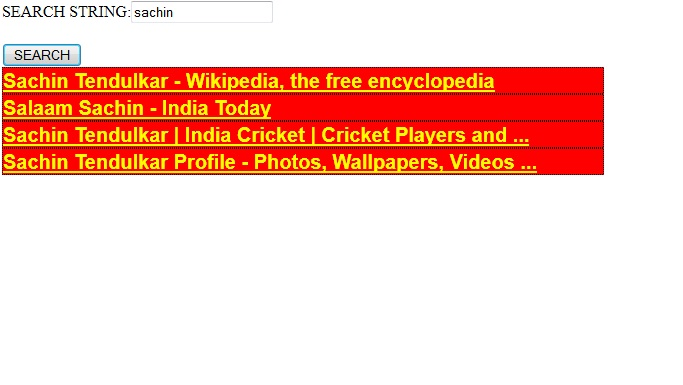 SEARCH STRING:sachin
SEARCH
Sachin Tendulkar - Wikipedia, the free encyclopedia
Salaam Sachin - India Today
Sachin Tendulkar | India Cricket | Cricket Players and ...
Sachin Tendulkar Profile - Photos, Wallpapers, Videos ...